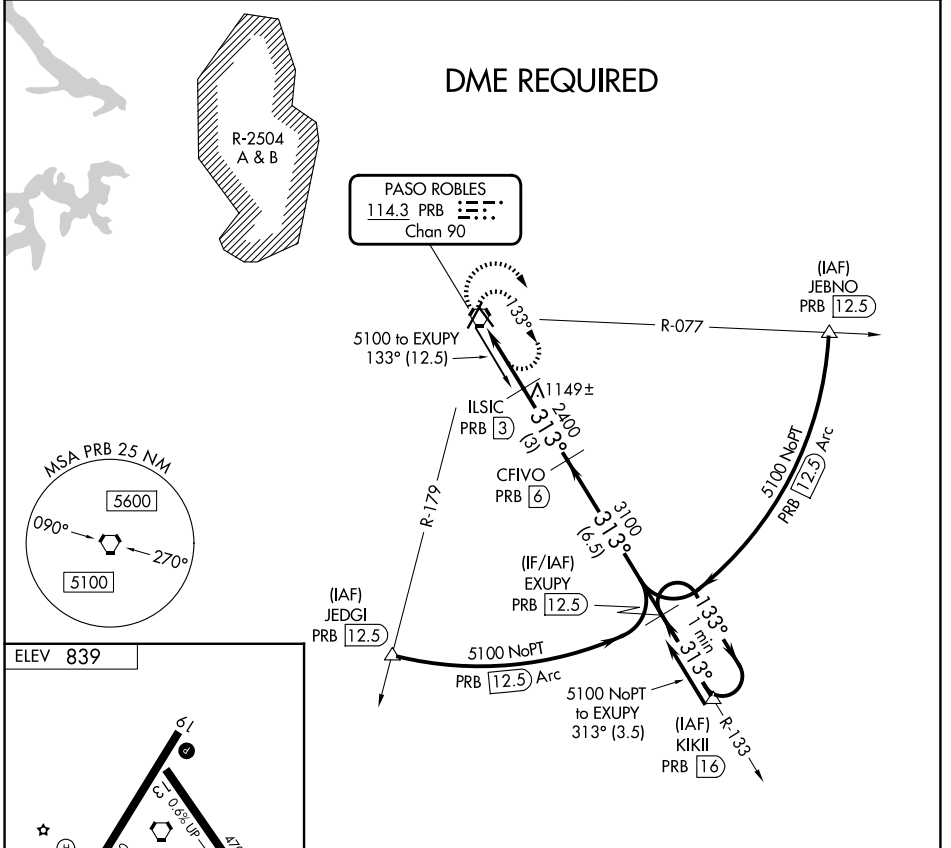 DME REQUIRED
R-2504
A & B
PASO ROBLES
114.3 PRB
Chan 90
(IAF)
JEBNO
PRB 12.5
R-077
133°
5100 to EXUPY
133° (12.5)
1149±
ILSIC
PRB 3
2400
313°
(3)
CFIVO
PRB 6
5100 NoPT
PRB 12.5 Arc
R-179
3100
313°
(6.5)
MSA PRB 25 NM
5600
090°
270°
5100
(IF/IAF)
EXUPY
PRB 12.5
(IAF)
JEDGI
PRB 12.5
133°
1 min
313°
5100 NoPT
PRB 12.5 Arc
5100 NoPT
to EXUPY
313° (3.5)
(IAF)
KIKII
PRB 16
R-133
ELEV 839
19
P
13
0.6% UP